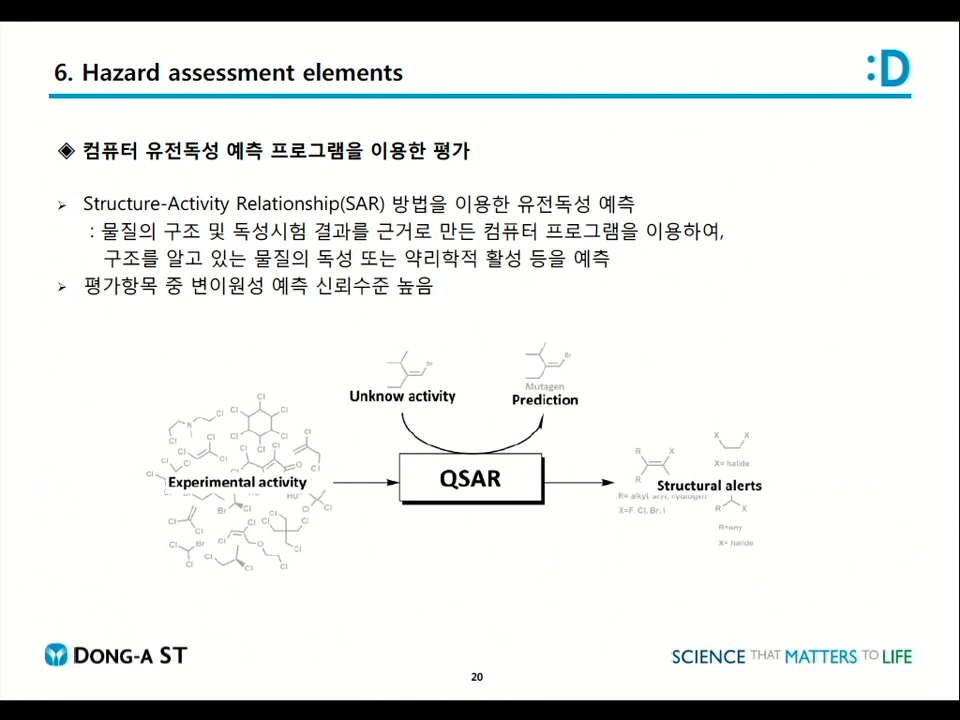 6. Hazard assessment elements
:D
◈ 컴퓨터 유전독성 예측 프로그램을 이용한 평가
➢ Structure-Activity Relationship(SAR) 방법을 이용한 유전독성 예측
: 물질의 구조 및 독성시험 결과를 근거로 만든 컴퓨터 프로그램을 이용하여,
구조를 알고 있는 물질의 독성 또는 약리학적 활성 등을 예측
➢ 평가항목 중 변이원성 예측 신뢰수준 높음
Br
Br
Unknow activity
Mutagen
Prediction
Experimental activity
QSAR
Structural alerts
R
X
R
R= alkyl, aryl, hydrogen
X=F, Cl, Br, I
X
X
X= halide
R
X
R=any
X= halide
DONG-A ST
SCIENCE THAT MATTERS TO LIFE
20